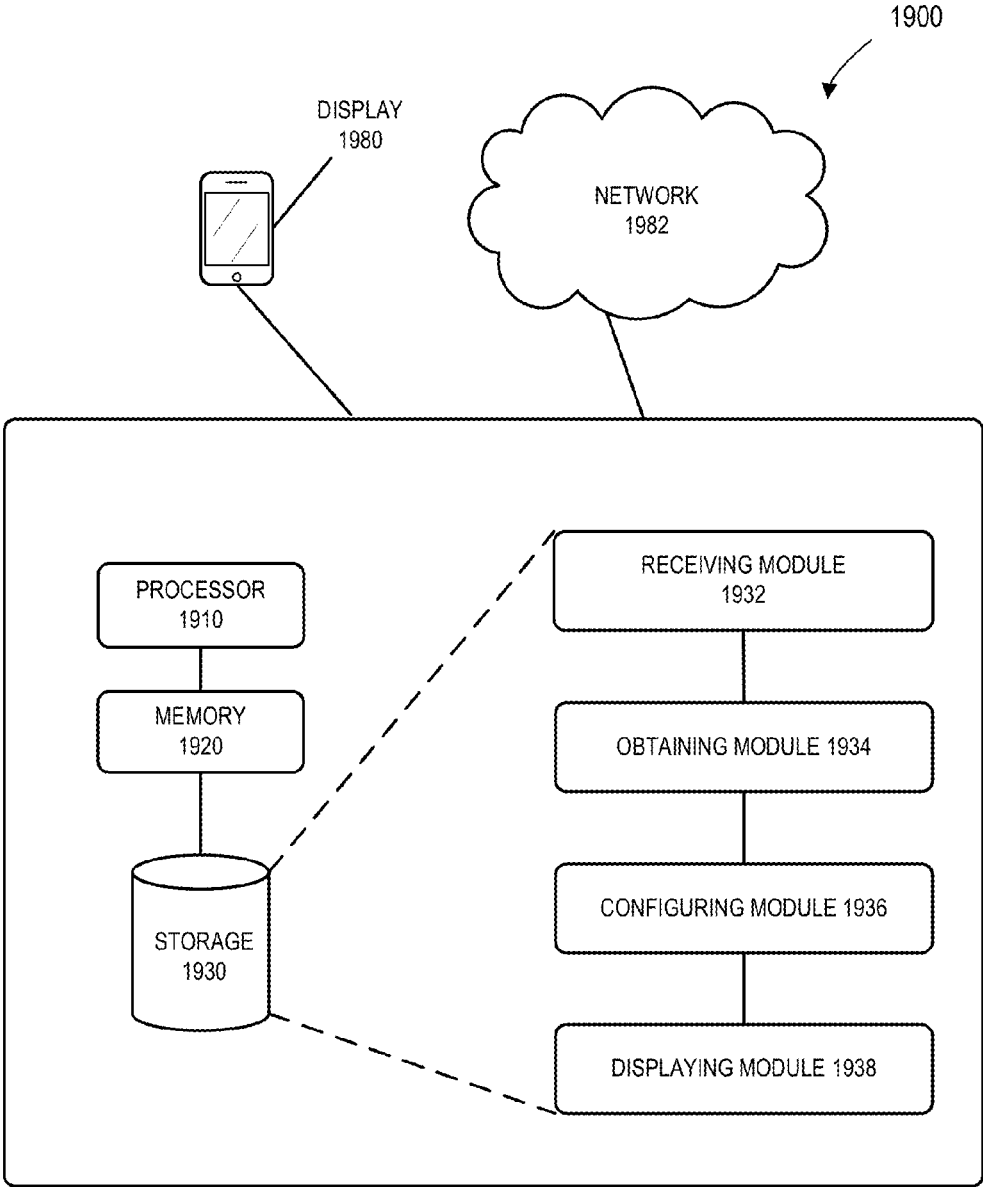 1900
DISPLAY
1980
NETWORK
1982
PROCESSOR
1910
MEMORY
1920
STORAGE
1930
RECEIVING MODULE
1932
OBTAINING MODULE 1934
CONFIGURING MODULE 1936
DISPLAYING MODULE 1938